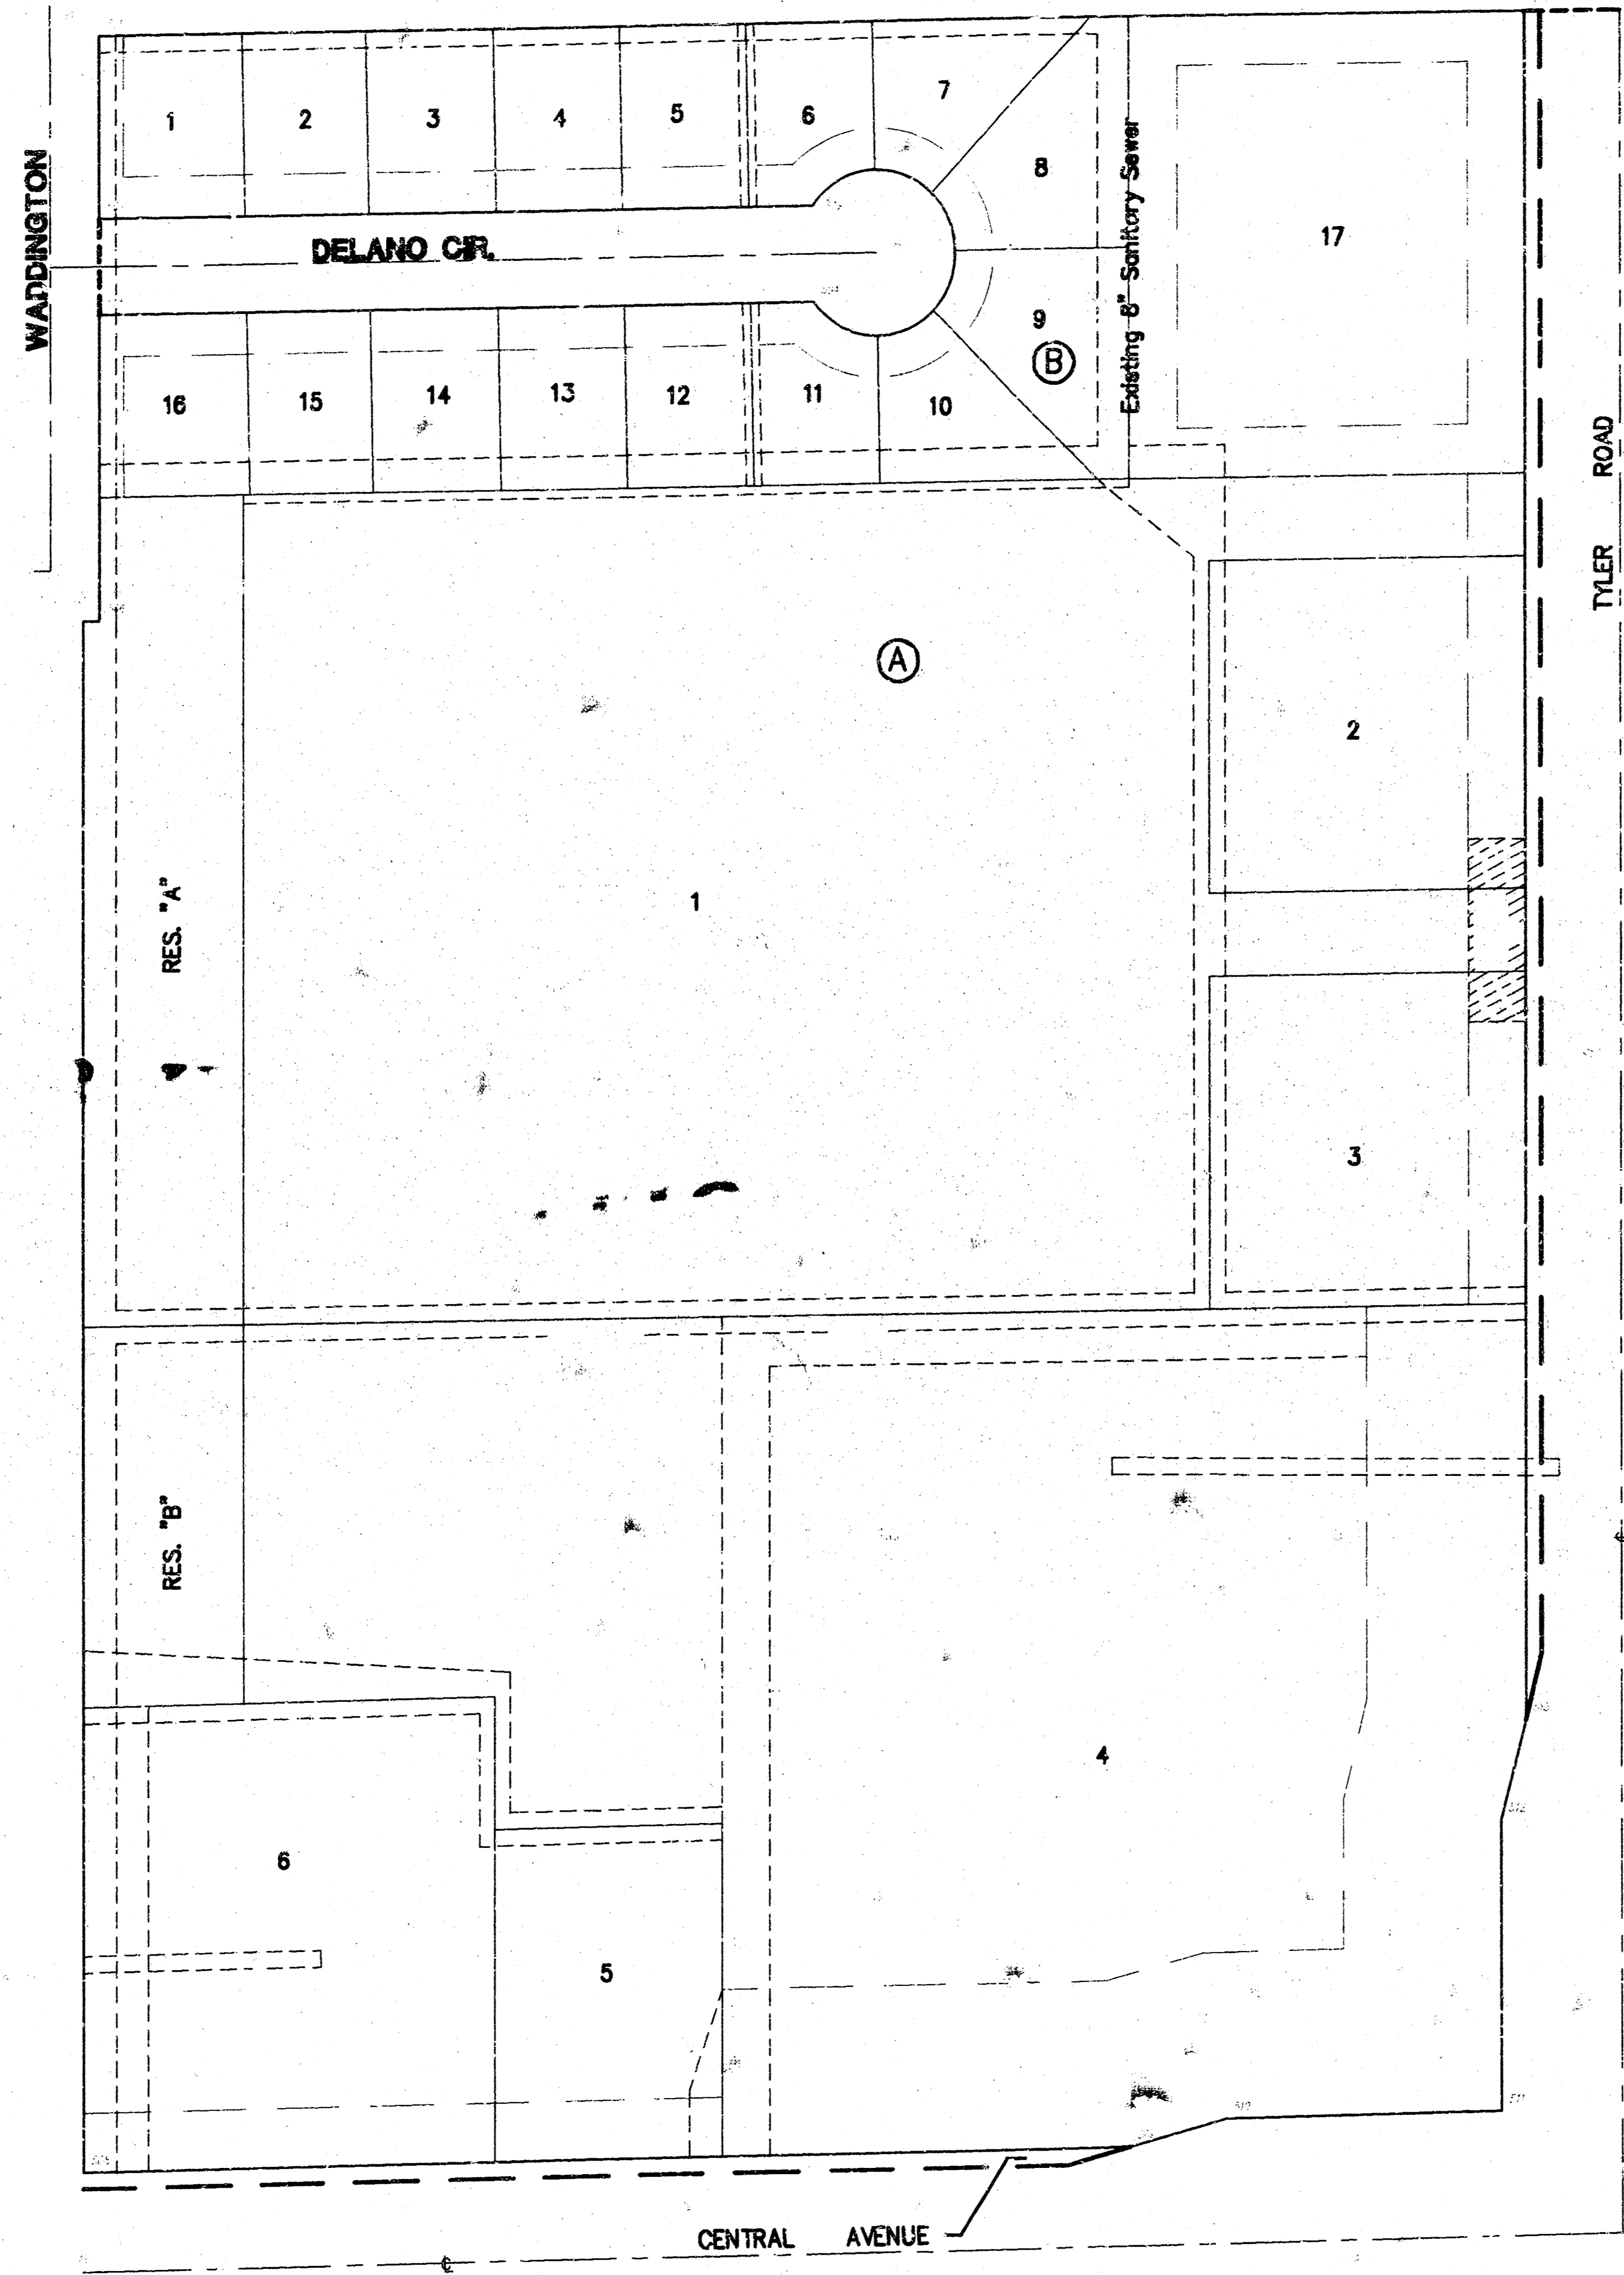 WADDINGTON
1
2
3
4
5
6
7
8
DELANO CIR.
9
B
Existing 8" Sanitary Sewer
17
16
15
14
13
12
11
10
TYLER ROAD
A
2
RES. "A"
1
3
RES. "B"
4
6
5
CENTRAL AVENUE